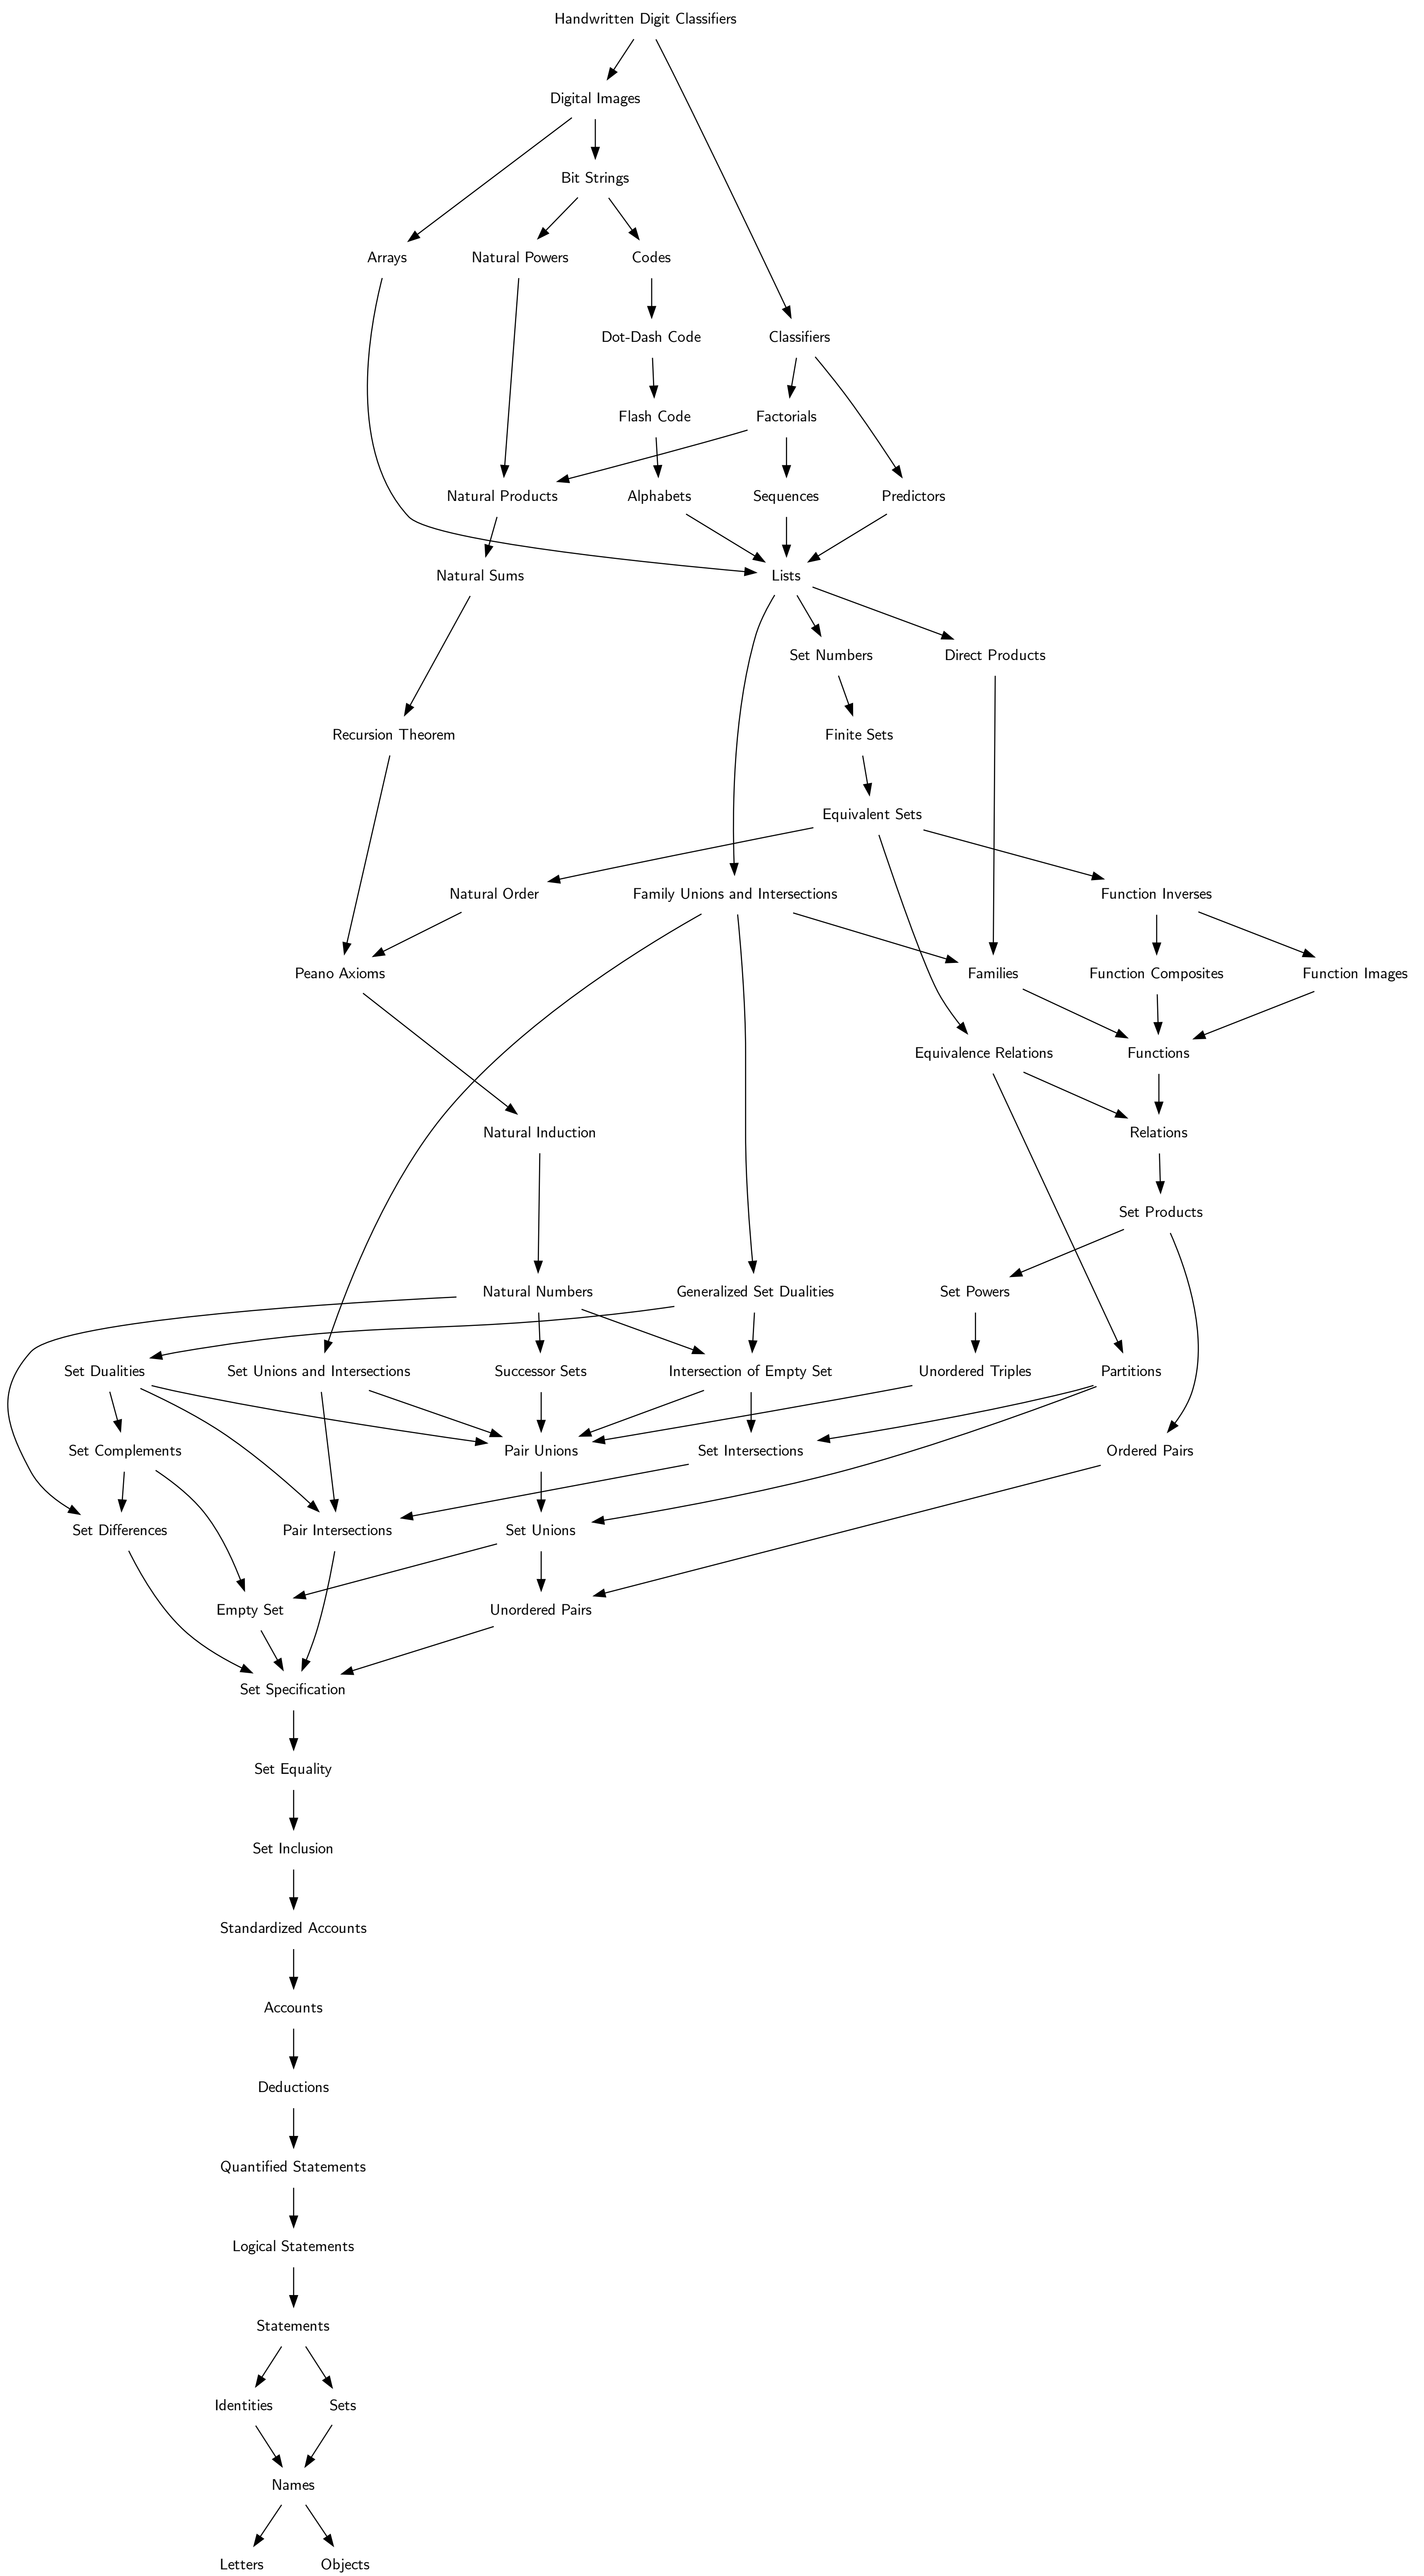 Handwritten Digit Classifiers
Digital Images
Bit Strings
Arrays
Natural Powers
Codes
Dot-Dash Code
Classifiers
Flash Code
Factorials
Natural Products
Alphabets
Sequences
Predictors
Natural Sums
Lists
Set Numbers
Direct Products
Recursion Theorem
Finite Sets
Equivalent Sets
Natural Order
Family Unions and Intersections
Function Inverses
Peano Axioms
Families
Function Composites
Function Images
Equivalence Relations
Functions
Natural Induction
Relations
Set Products
Natural Numbers
Generalized Set Dualities
Set Powers
Set Dualities
Set Unions and Intersections
Successor Sets
Intersection of Empty Set
Unordered Triples
Partitions
Set Complements
Pair Unions
Set Intersections
Ordered Pairs
Set Differences
Pair Intersections
Set Unions
Empty Set
Unordered Pairs
Set Specification
Set Equality
Set Inclusion
Standardized Accounts
Accounts
Deductions
Quantified Statements
Logical Statements
Statements
Identities
Sets
Names
Letters
Objects